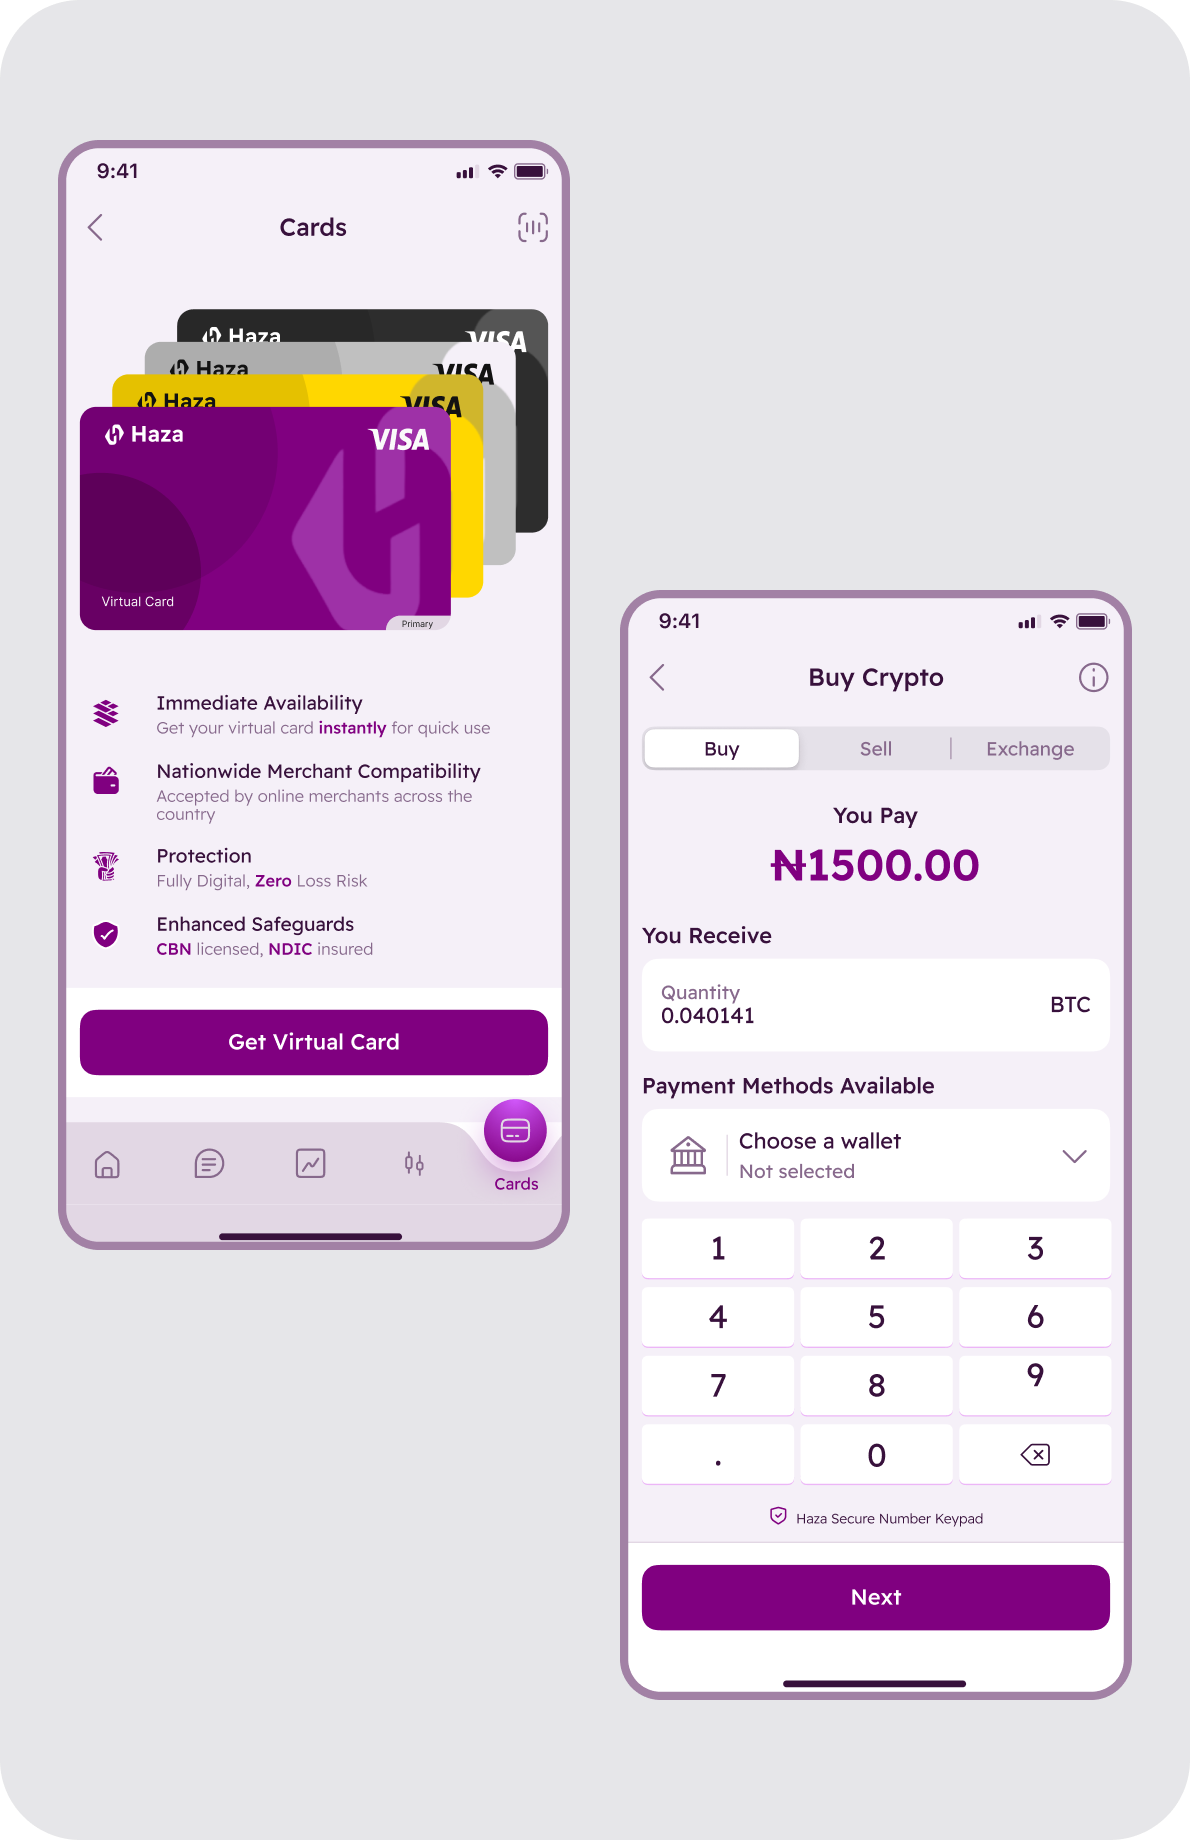 9:41
Cards
Haza VISA
Haza VISA
Haza VISA
Haza VISA
Virtual Card
Primary
Immediate Availability
Get your virtual card instantly for quick use
Nationwide Merchant Compatibility
Accepted by online merchants across the
country
Protection
Fully Digital, Zero Loss Risk
Enhanced Safeguards
CBN licensed, NDIC insured
Get Virtual Card
Cards
9:41
Buy Crypto
Buy Sell Exchange
You Pay
₦1500.00
You Receive
Quantity
0.040141 BTC
Payment Methods Available
Choose a wallet
Not selected
1 2 3
4 5 6
7 8 9
. 0
Haza Secure Number Keypad
Next